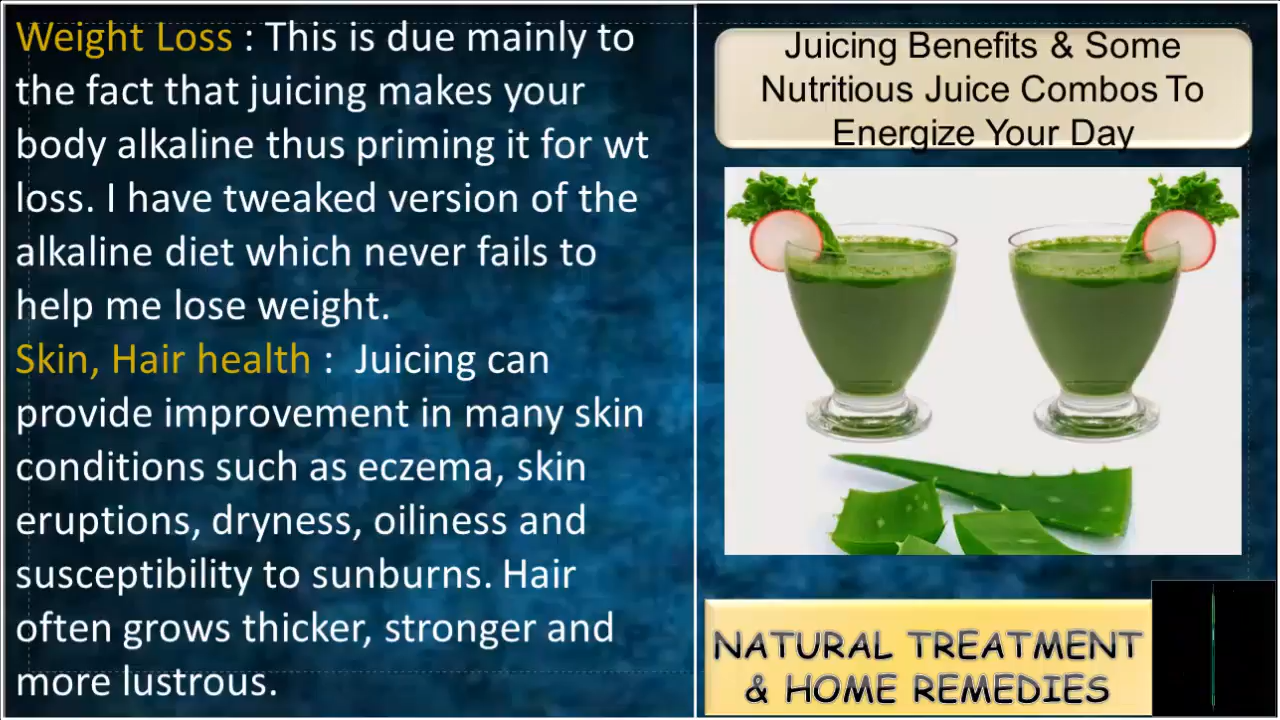 Weight Loss : This is due mainly to
the fact that juicing makes your
body alkaline thus priming it for wt
loss. I have tweaked version of the
alkaline diet which never fails to
help me lose weight.
Skin, Hair health :  Juicing can
provide improvement in many skin
conditions such as eczema, skin
eruptions, dryness, oiliness and
susceptibility to sunburns. Hair
often grows thicker, stronger and
more lustrous.
Juicing Benefits & Some
Nutritious Juice Combos To
Energize Your Day
NATURAL TREATMENT
& HOME REMEDIES